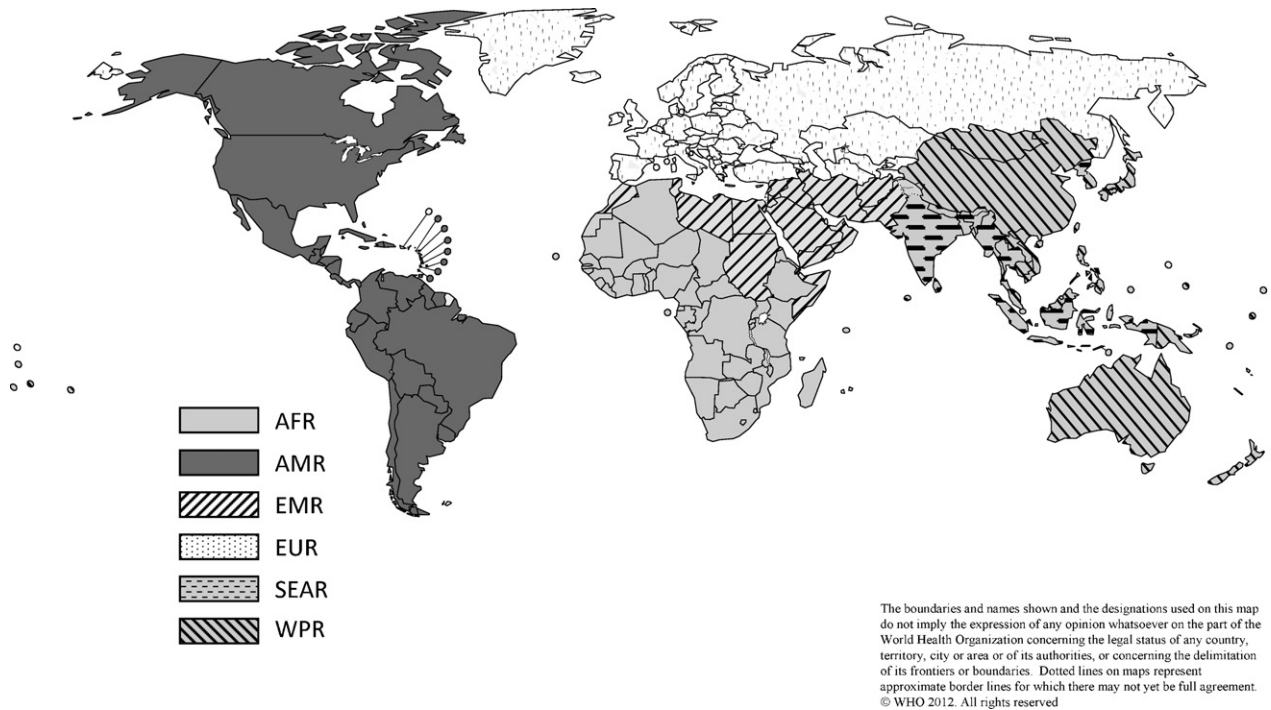 AFR
AMR
EMR
EUR
SEAR
WPR
The boundaries and names shown and the designations used on this map
do not imply the expression of any opinion whatsoever on the part of the
World Health Organization concerning the legal status of any country,
territory, city or area or of its authorities, or concerning the delimitation
of its frontiers or boundaries. Dotted lines on maps represent
approximate border lines for which there may not yet be full agreement.
© WHO 2012. All rights reserved